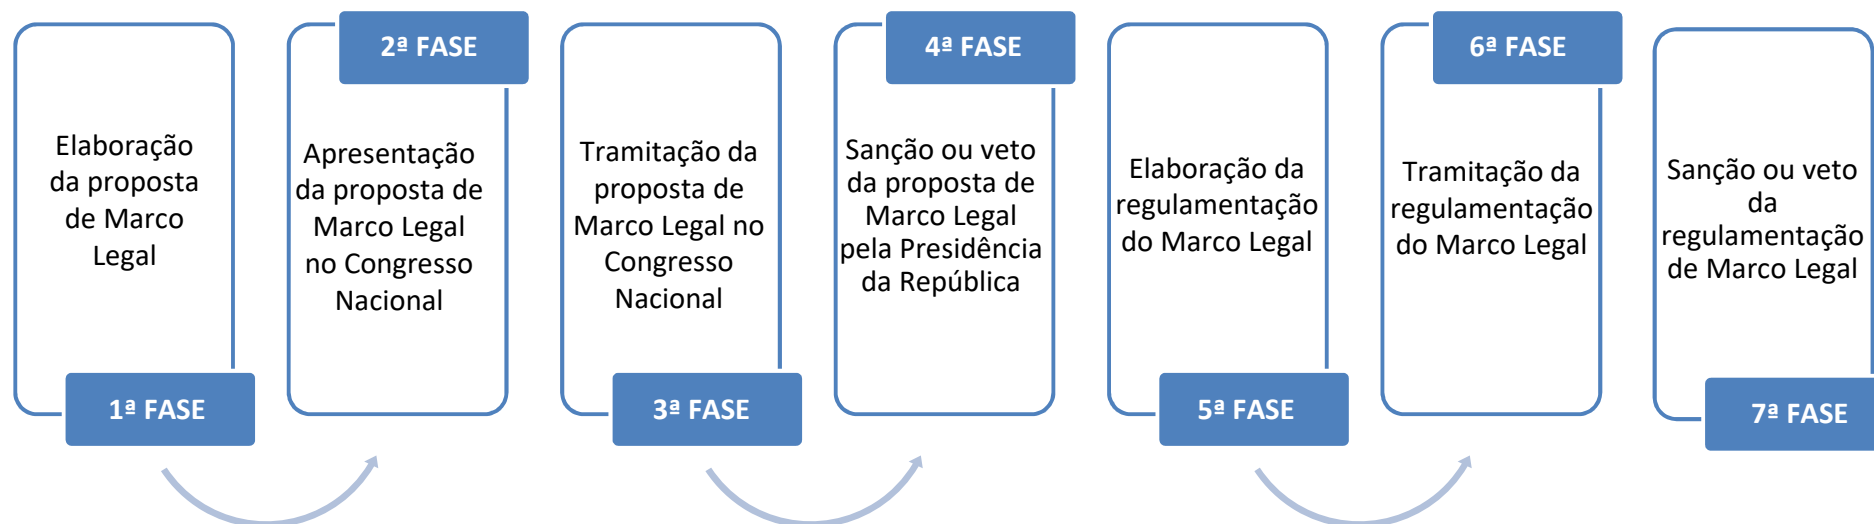 Elaboração
da proposta
de Marco
Legal
1ª FASE
2ª FASE
Apresentação
da proposta de
Marco Legal
no Congresso
Nacional
Tramitação da
proposta de
Marco Legal no
Congresso
Nacional
3ª FASE
4ª FASE
Sanção ou veto
da proposta de
Marco Legal
pela Presidência
da República
Elaboração da
regulamentação
do Marco Legal
5ª FASE
6ª FASE
Tramitação da
regulamentação
do Marco Legal
Sanção ou veto
da
regulamentação
de Marco Legal
7ª FASE